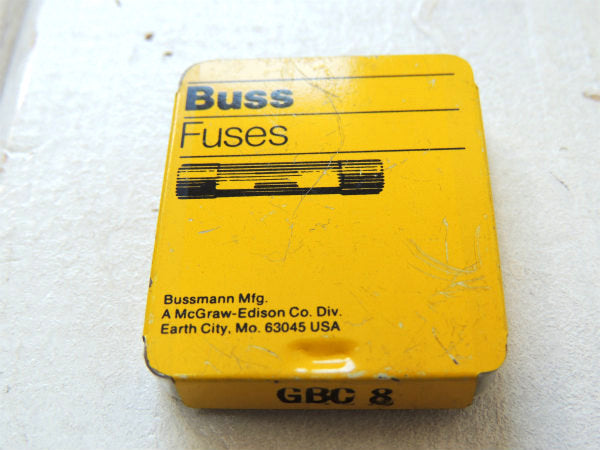 Buss
Fuses
Bussmann Mfg.
A McGraw-Edison Co. Div.
Earth City, Mo. 63045 USA
GBC 8